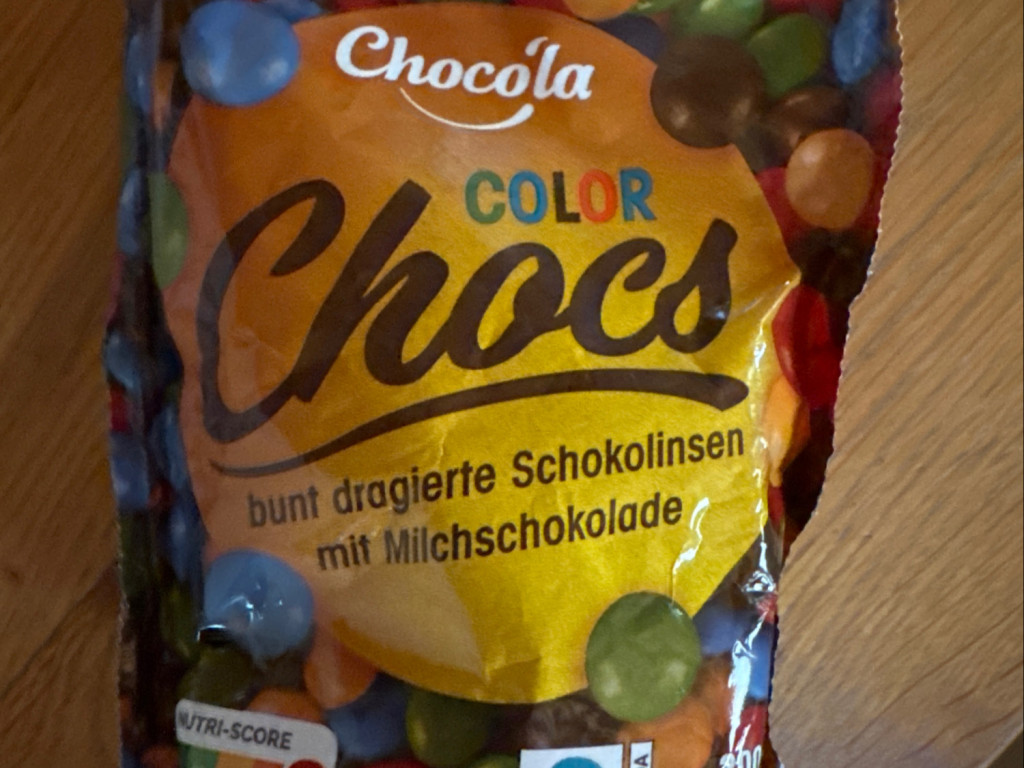 Choco'la
COLOR
Chocs
bunt dragierte Schokolinsen
mit Milchschokolade
NUTRI-SCORE